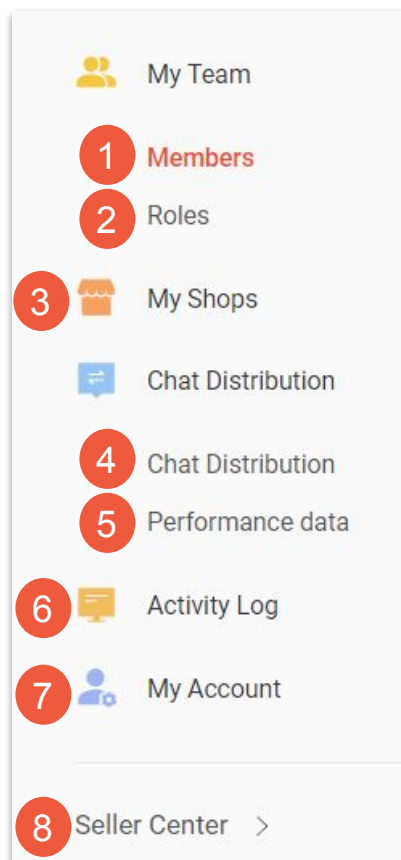 My Team
1 Members
2 Roles
3 My Shops
Chat Distribution
4 Chat Distribution
5 Performance data
6 Activity Log
7 My Account
8 Seller Center >